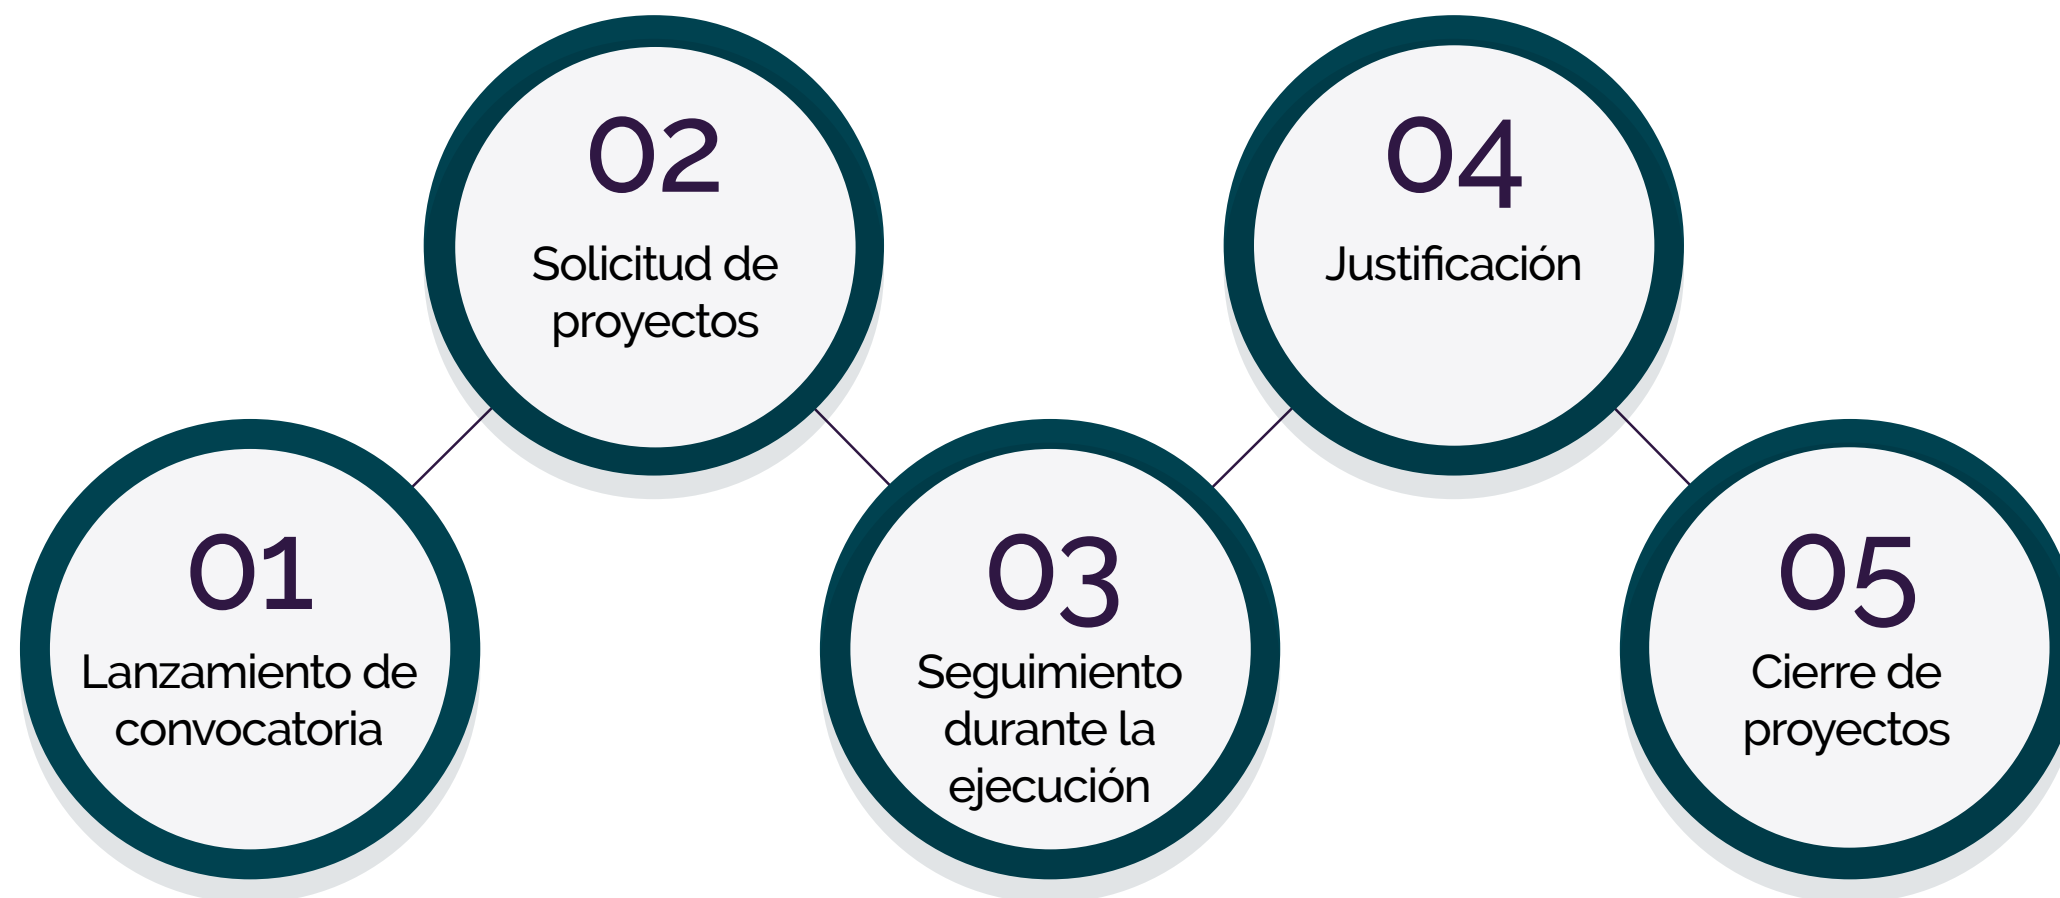 01
Lanzamiento de
convocatoria
02
Solicitud de
proyectos
03
Seguimiento
durante la
ejecución
04
Justificación
05
Cierre de
proyectos